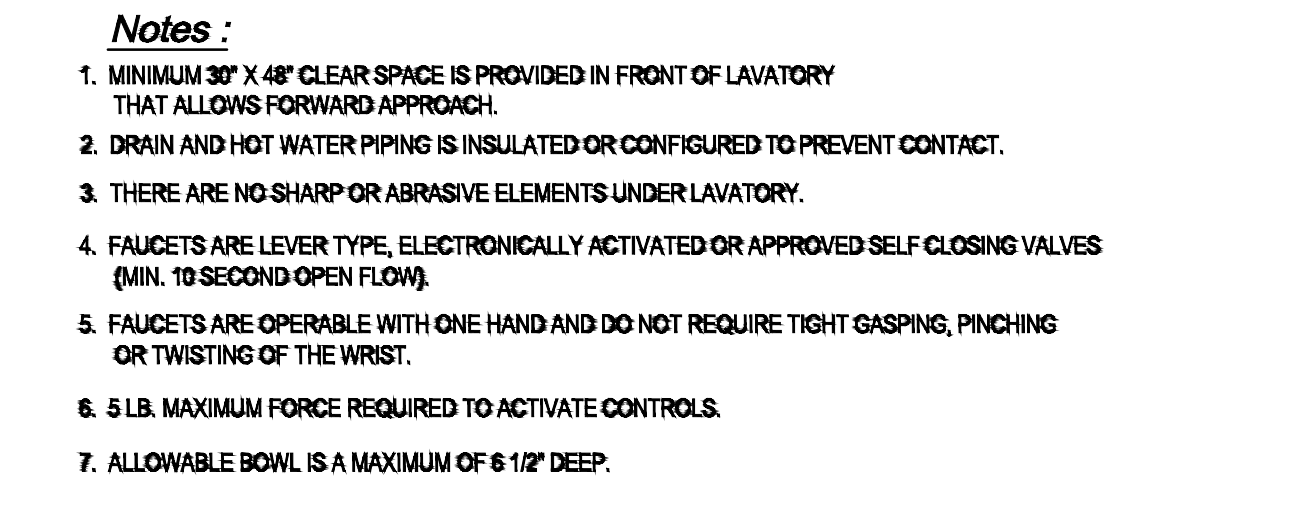 Notes :
1. MINIMUM 30" X 48" CLEAR SPACE IS PROVIDED IN FRONT OF LAVATORY
THAT ALLOWS FORWARD APPROACH.
2. DRAIN AND HOT WATER PIPING IS INSULATED OR CONFIGURED TO PREVENT CONTACT.
3. THERE ARE NO SHARP OR ABRASIVE ELEMENTS UNDER LAVATORY.
4. FAUCETS ARE LEVER TYPE, ELECTRONICALLY ACTIVATED OR APPROVED SELF CLOSING VALVES
(MIN. 10 SECOND OPEN FLOW).
5. FAUCETS ARE OPERABLE WITH ONE HAND AND DO NOT REQUIRE TIGHT GASPING, PINCHING
OR TWISTING OF THE WRIST.
6. 5 LB. MAXIMUM FORCE REQUIRED TO ACTIVATE CONTROLS.
7. ALLOWABLE BOWL IS A MAXIMUM OF 6 1/2" DEEP.